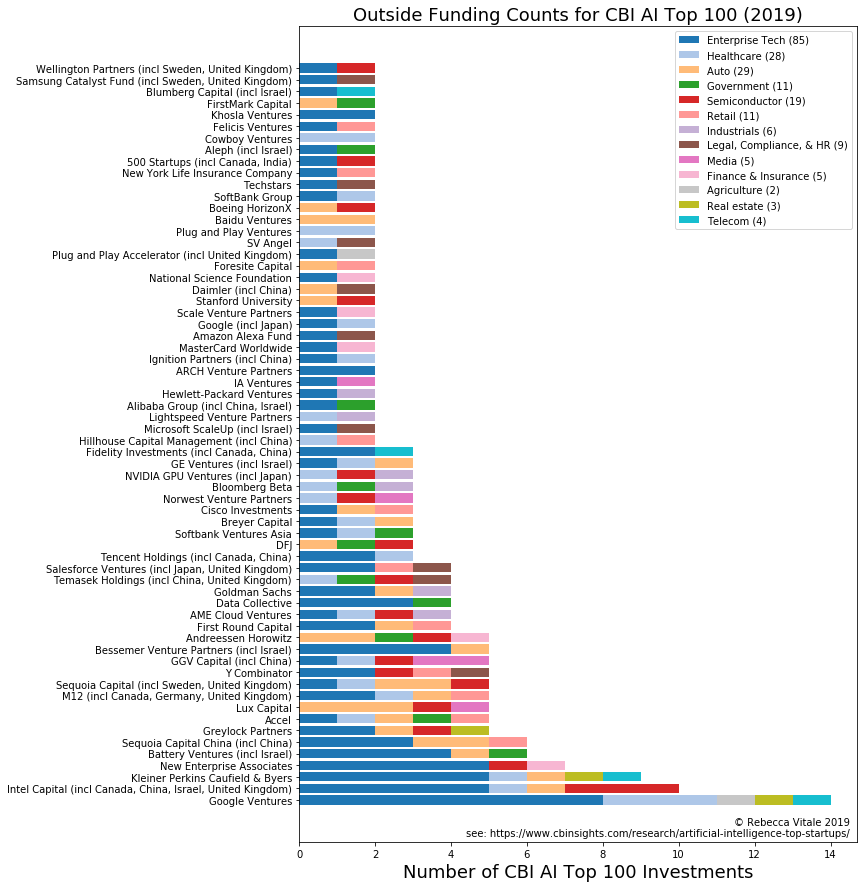 Outside Funding Counts for CBI AI Top 100 (2019)
Enterprise Tech (85)
Healthcare (28)
Auto (29)
Government (11)
Semiconductor (19)
Retail (11)
Industrials (6)
Legal, Compliance, & HR (9)
Media (5)
Finance & Insurance (5)
Agriculture (2)
Real estate (3)
Telecom (4)
Wellington Partners (incl Sweden, United Kingdom)
Samsung Catalyst Fund (incl Sweden, United Kingdom)
Blumberg Capital (incl Israel)
FirstMark Capital
Khosla Ventures
Felicis Ventures
Cowboy Ventures
Aleph (incl Israel)
500 Startups (incl Canada, India)
New York Life Insurance Company
Techstars
SoftBank Group
Boeing HorizonX
Baidu Ventures
Plug and Play Ventures
SV Angel
Plug and Play Accelerator (incl United Kingdom)
Foresite Capital
National Science Foundation
Daimler (incl China)
Stanford University
Scale Venture Partners
Google (incl Japan)
Amazon Alexa Fund
MasterCard Worldwide
Ignition Partners (incl China)
ARCH Venture Partners
IA Ventures
Hewlett-Packard Ventures
Alibaba Group (incl China, Israel)
Lightspeed Venture Partners
Microsoft ScaleUp (incl Israel)
Hillhouse Capital Management (incl China)
Fidelity Investments (incl Canada, China)
GE Ventures (incl Israel)
NVIDIA GPU Ventures (incl Japan)
Bloomberg Beta
Norwest Venture Partners
Cisco Investments
Breyer Capital
Softbank Ventures Asia
DFJ
Tencent Holdings (incl Canada, China)
Salesforce Ventures (incl Japan, United Kingdom)
Temasek Holdings (incl China, United Kingdom)
Goldman Sachs
Data Collective
AME Cloud Ventures
First Round Capital
Andreessen Horowitz
Bessemer Venture Partners (incl Israel)
GGV Capital (incl China)
Y Combinator
Sequoia Capital (incl Sweden, United Kingdom)
M12 (incl Canada, Germany, United Kingdom)
Lux Capital
Accel
Greylock Partners
Sequoia Capital China (incl China)
Battery Ventures (incl Israel)
New Enterprise Associates
Kleiner Perkins Caufield & Byers
Intel Capital (incl Canada, China, Israel, United Kingdom)
Google Ventures
© Rebecca Vitale 2019
see: https://www.cbinsights.com/research/artificial-intelligence-top-startups/
0 2 4 6 8 10 12 14
Number of CBI AI Top 100 Investments